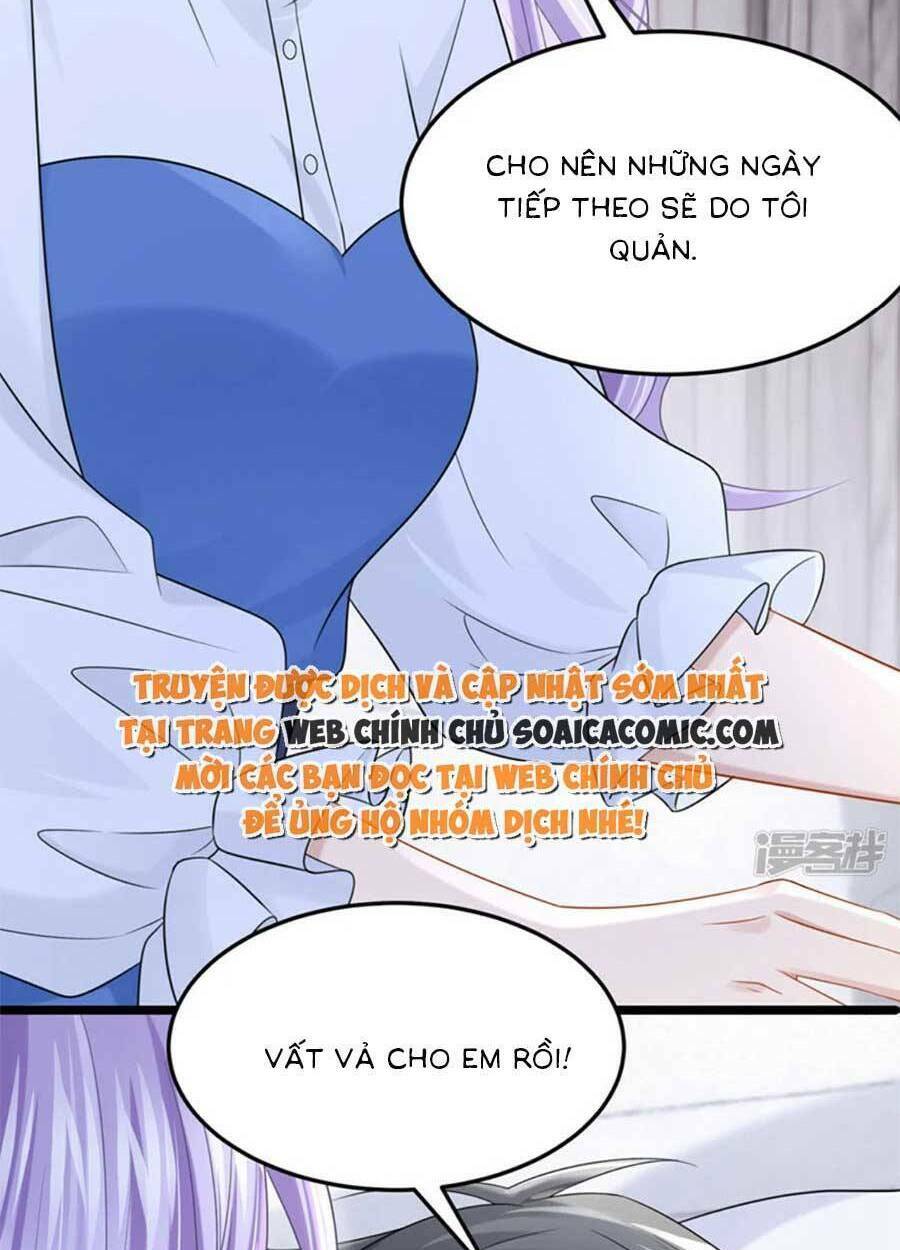 CHO NÊN NHỮNG NGÀY
TIẾP THEO SẼ DO TÔI
QUẢN.
TRUYỆN ĐƯỢC DỊCH VÀ CẬP NHẬT SỚM NHẤT
TẠI TRANG WEB CHÍNH CHỦ SOAICACOMIC.COM
MỜI CÁC BẠN ĐỌC TẠI WEB CHÍNH CHỦ
ĐỂ ỦNG HỘ NHÓM DỊCH NHÉ!
漫客栈
VẤT VẢ CHO EM RỒI!